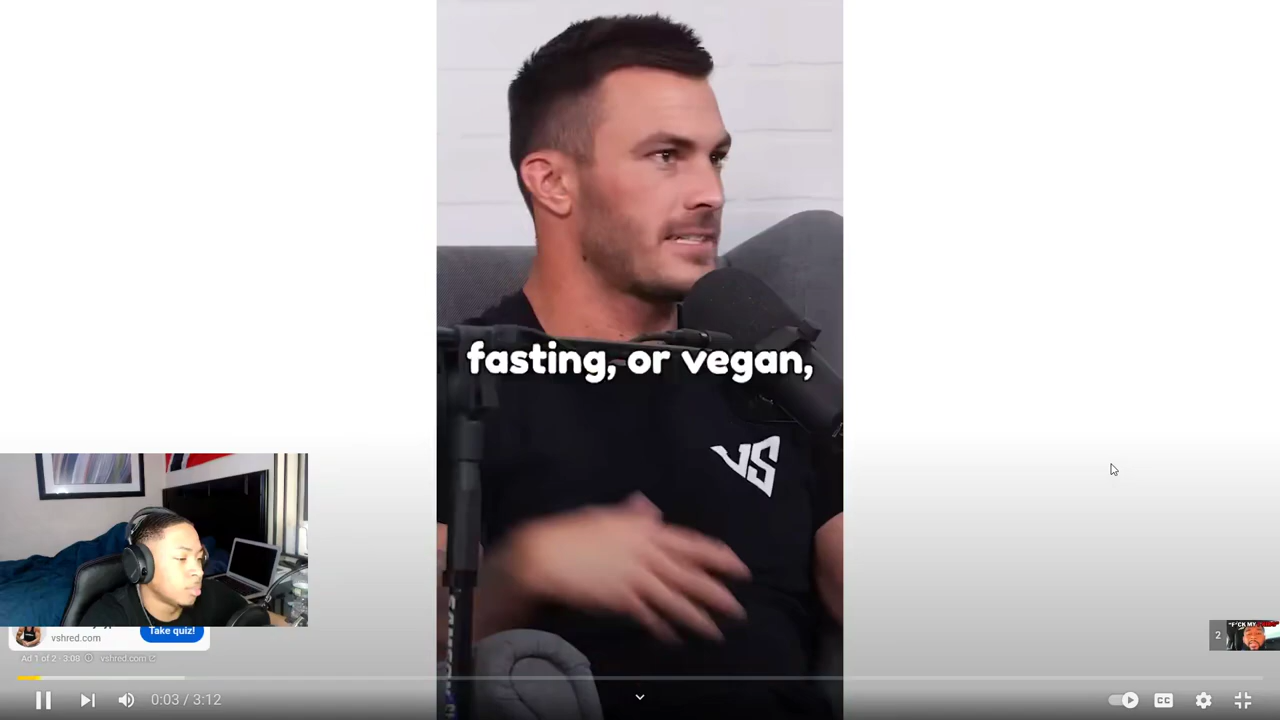 fasting, or vegan,
VS
vshred.com
Take quiz!
Ad 1 of 2 · 3:08
vshred.com
2
0:03 / 3:12
CC